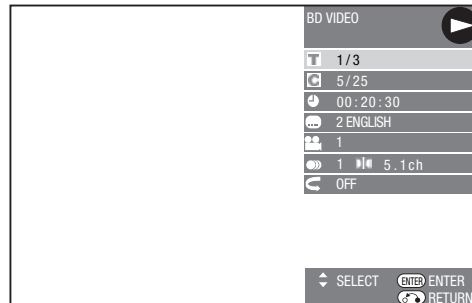 BD VIDEO
T 1/3
C 5/25
00:20:30
2 ENGLISH
1
1 5.1ch
OFF
SELECT ENTER ENTER
RETURN